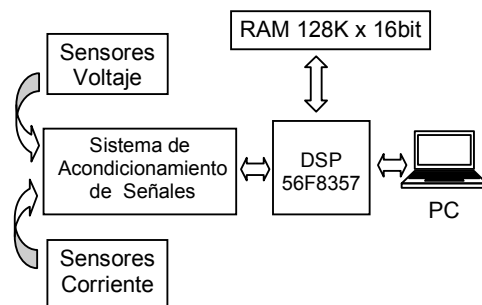 RAM 128K x 16bit
Sensores
Voltaje
Sistema de
Acondicionamiento
de Señales
DSP
56F8357
PC
Sensores
Corriente